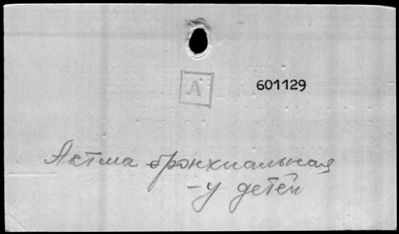 А
601129
Астма бронхиальная
-у детей